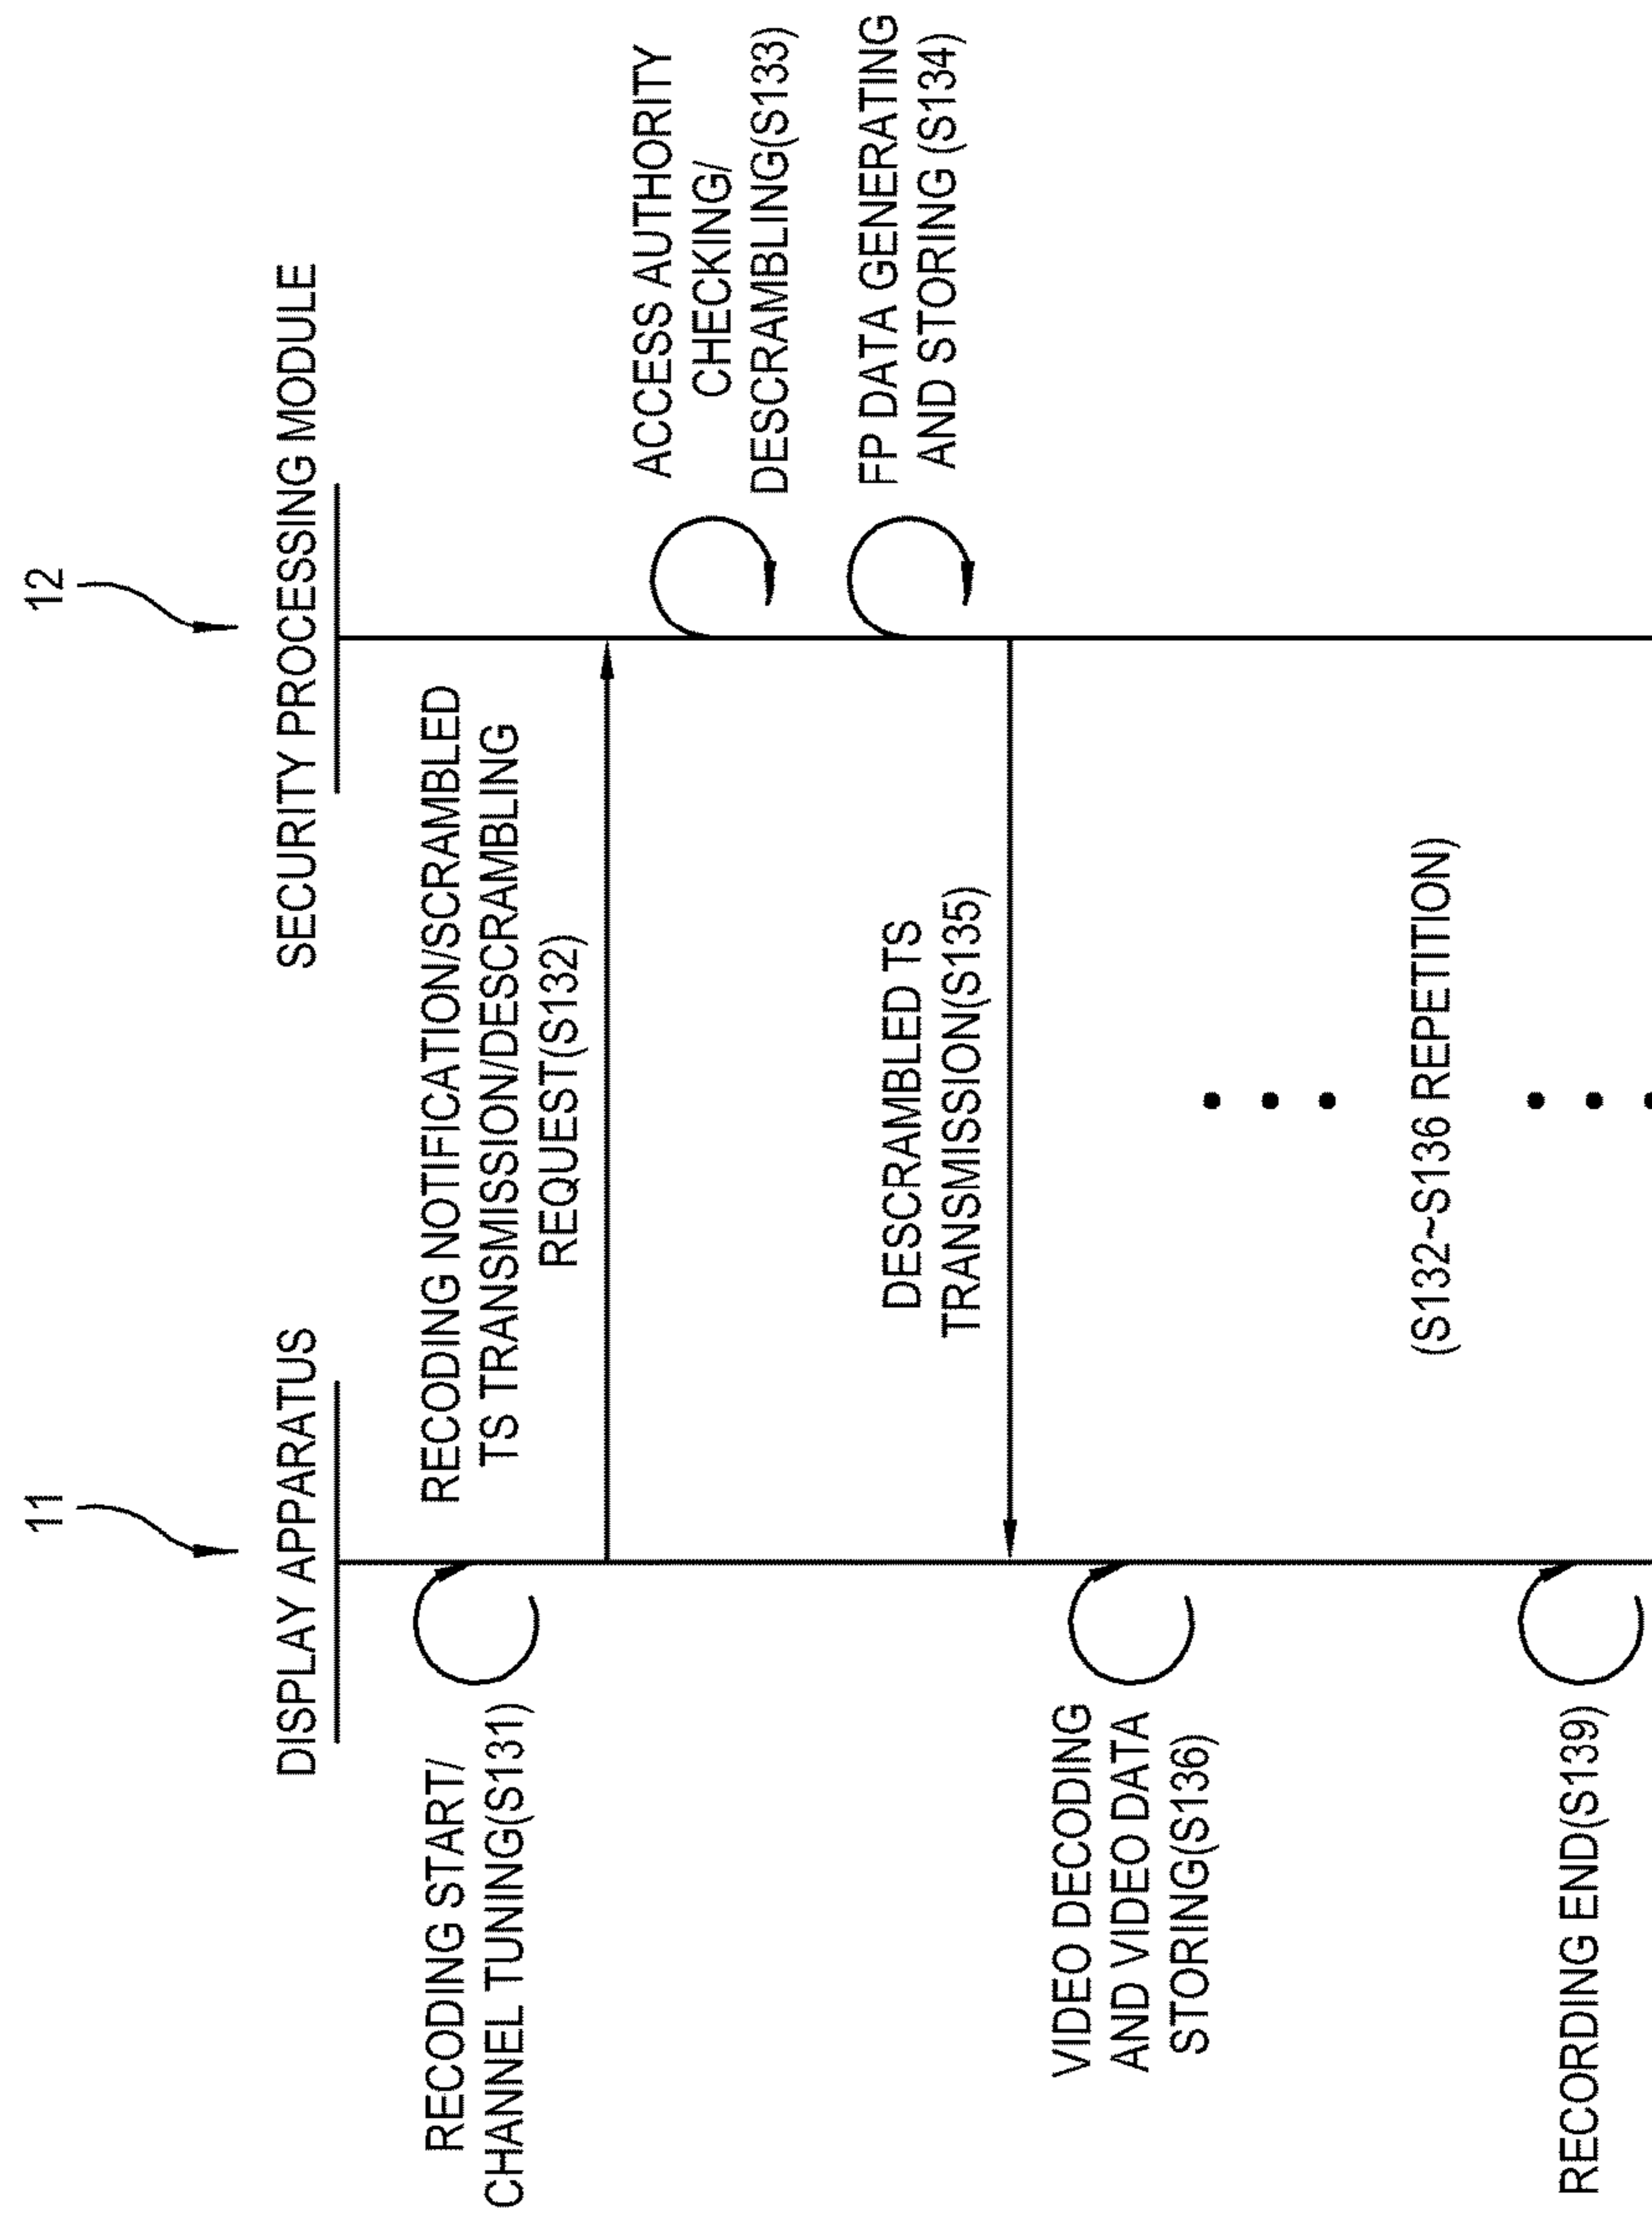 11
12
DISPLAY APPARATUS
SECURITY PROCESSING MODULE
RECODING START/
CHANNEL TUNING(S131)
RECODING NOTIFICATION/SCRAMBLED
TS TRANSMISSION/DESCRAMBLING
REQUEST(S132)
ACCESS AUTHORITY
CHECKING/
DESCRAMBLING(S133)
FP DATA GENERATING
AND STORING (S134)
DESCRAMBLED TS
TRANSMISSION(S135)
VIDEO DECODING
AND VIDEO DATA
STORING(S136)
(S132~S136 REPETITION)
RECORDING END(S139)